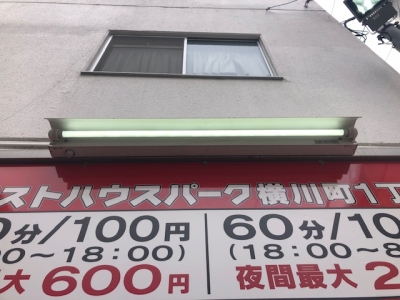 ストハウスパーク横川町1丁
0分/100円 60分/10
0~18:00) (18:00~8
大600円 夜間最大2